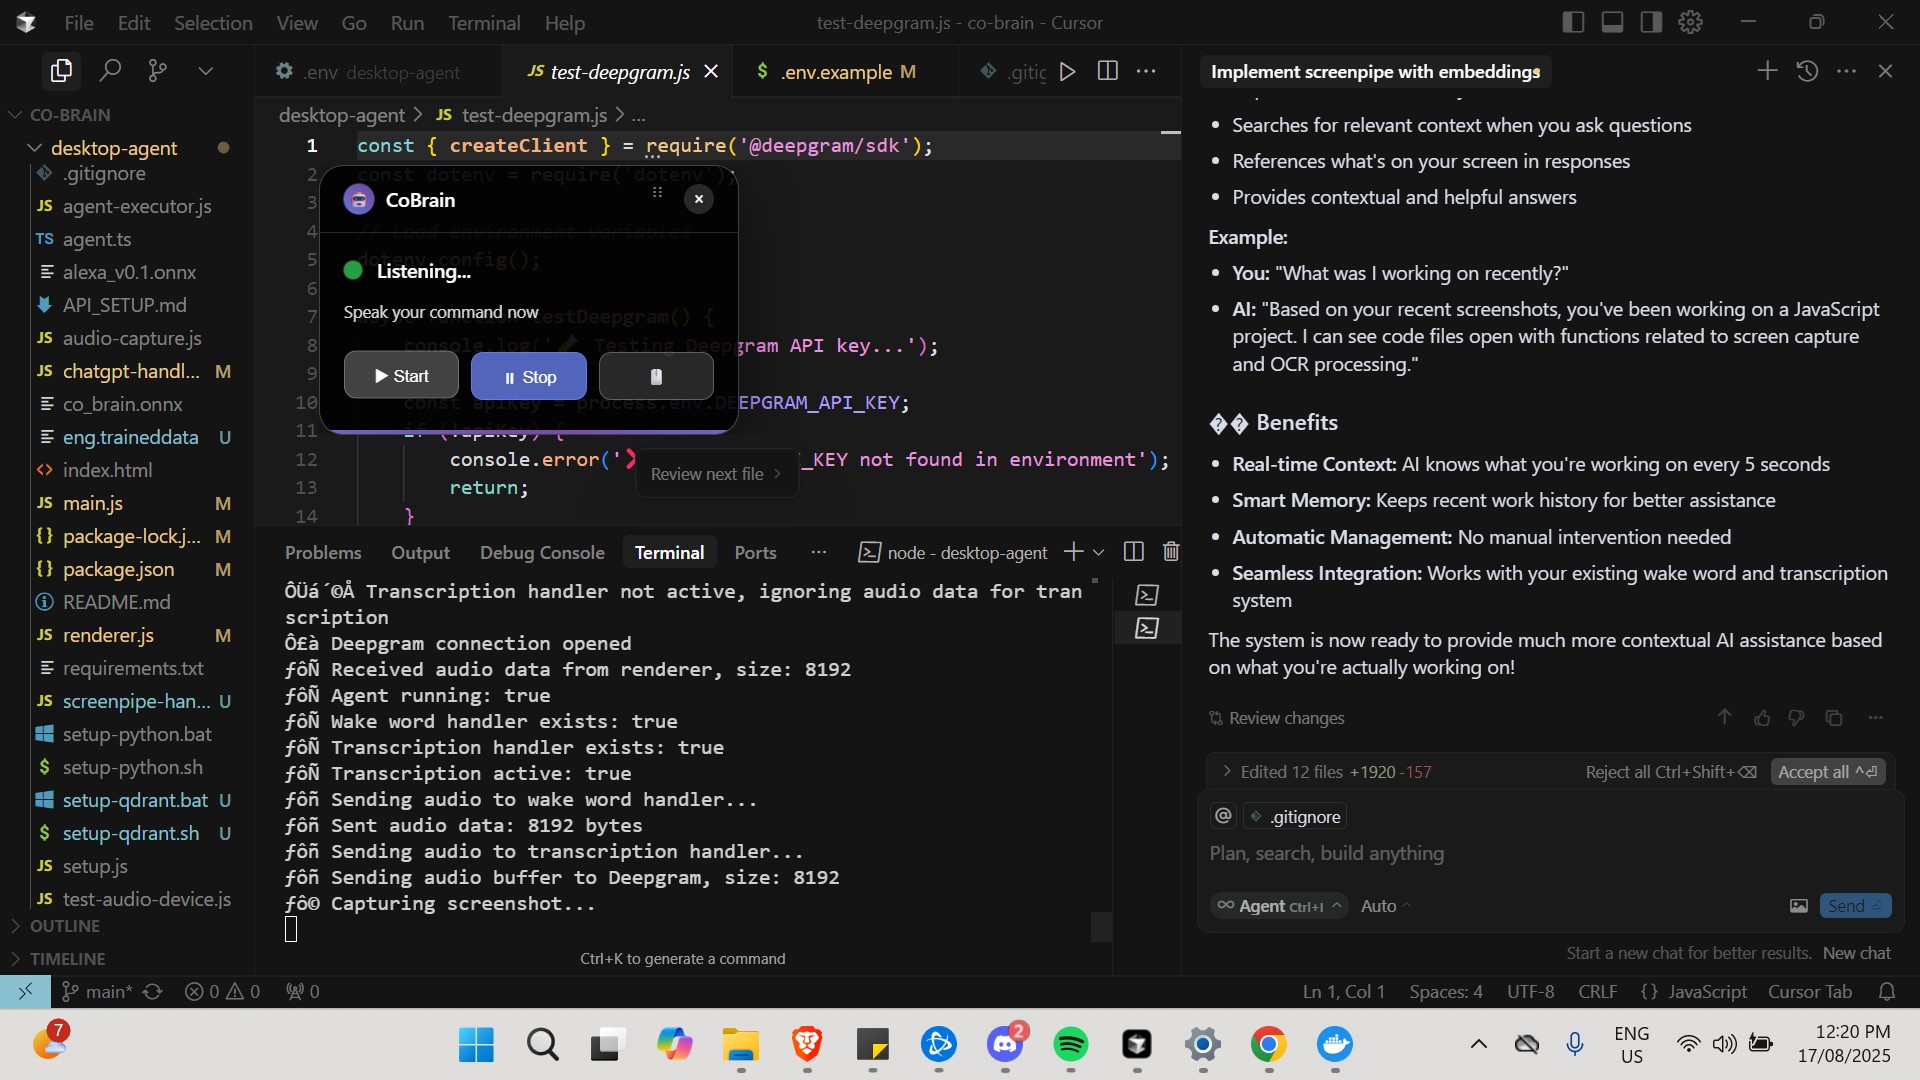 File Edit Selection View Go Run Terminal Help
test-deepgram.js - co-brain - Cursor
CO-BRAIN
desktop-agent
.gitignore
JS agent-executor.js
TS agent.ts
alexa_v0.1.onnx
API_SETUP.md
JS audio-capture.js
JS chatgpt-handl... M
co_brain.onnx
eng.traineddata U
<> index.html
JS main.js M
{} package-lock.j... M
{} package.json M
README.md
JS renderer.js M
requirements.txt
JS screenpipe-han... U
setup-python.bat
$ setup-python.sh
setup-qdrant.bat U
$ setup-qdrant.sh U
JS setup.js
JS test-audio-device.js
OUTLINE
TIMELINE
.env desktop-agent
JS test-deepgram.js
$ .env.example M
.gitig
desktop-agent > JS test-deepgram.js > ...
1 const { createClient } = require('@deepgram/sdk');
2 const dotenv = require('dotenv');
3
4 // Load environment variables
5 dotenv.config();
6
7 testDeepgram() {
8 console.log(' Testing Deepgram API key...');
9
10 const apiKey = process.env.DEEPGRAM_API_KEY;
11 if (!apiKey) {
12 console.error('❌ _KEY not found in environment');
13 return;
14 }
CoBrain
Listening...
Speak your command now
Start
Stop
Review next file
Problems Output Debug Console Terminal Ports ... node - desktop-agent
ÔÜá´©Å Transcription handler not active, ignoring audio data for tran
scription
Ô£à Deepgram connection opened
ƒôÑ Received audio data from renderer, size: 8192
ƒôÑ Agent running: true
ƒôÑ Wake word handler exists: true
ƒôÑ Transcription handler exists: true
ƒôÑ Transcription active: true
ƒôñ Sending audio to wake word handler...
ƒôñ Sent audio data: 8192 bytes
ƒôñ Sending audio to transcription handler...
ƒôñ Sending audio buffer to Deepgram, size: 8192
ƒô© Capturing screenshot...
Ctrl+K to generate a command
Implement screenpipe with embeddings
• Searches for relevant context when you ask questions
• References what's on your screen in responses
• Provides contextual and helpful answers
Example:
• You: "What was I working on recently?"
• AI: "Based on your recent screenshots, you've been working on a JavaScript
project. I can see code files open with functions related to screen capture
and OCR processing."
�� Benefits
• Real-time Context: AI knows what you're working on every 5 seconds
• Smart Memory: Keeps recent work history for better assistance
• Automatic Management: No manual intervention needed
• Seamless Integration: Works with your existing wake word and transcription
system
The system is now ready to provide much more contextual AI assistance based
on what you're actually working on!
Review changes
Edited 12 files +1920 -157
Reject all Ctrl+Shift+⌫ Accept all ^⏎
@ .gitignore
Plan, search, build anything
∞ Agent Ctrl+I Auto
Send
Start a new chat for better results. New chat
main* 0 0 0
Ln 1, Col 1 Spaces: 4 UTF-8 CRLF {} JavaScript Cursor Tab
7
2
ENG
US
12:20 PM
17/08/2025